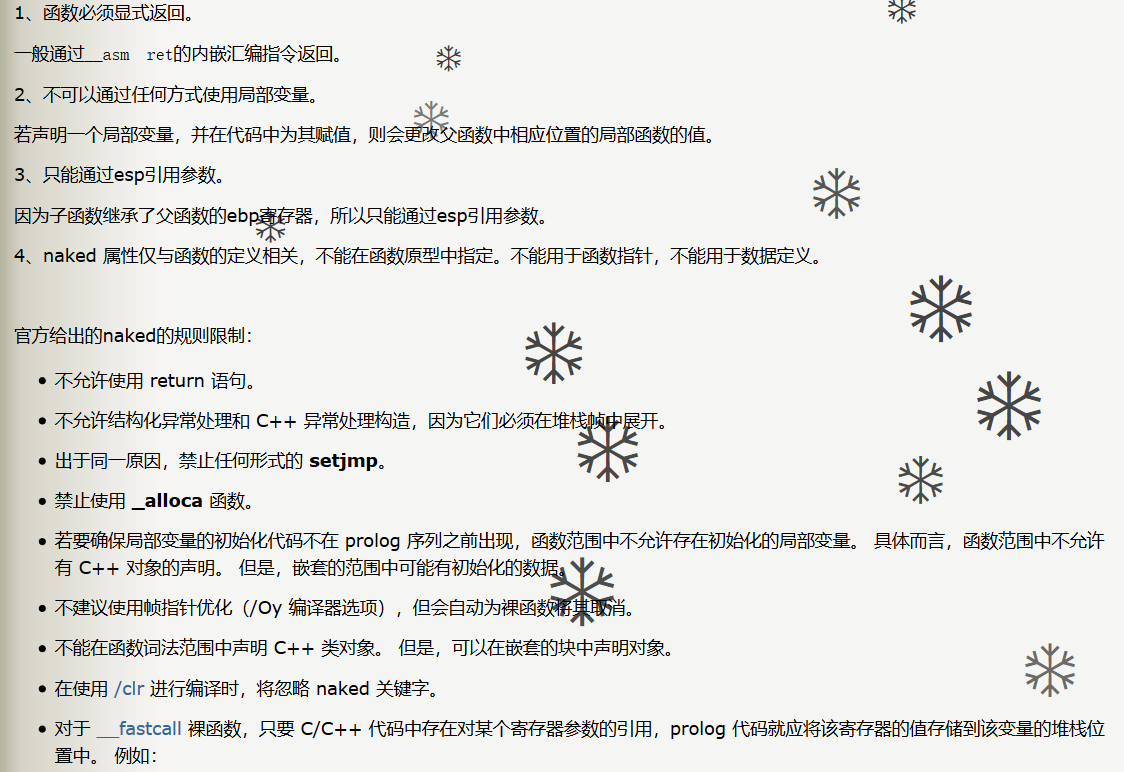 1、函数必须显式返回。
一般通过__asm ret的内嵌汇编指令返回。
2、不可以通过任何方式使用局部变量。
若声明一个局部变量，并在代码中为其赋值，则会更改父函数中相应位置的局部函数的值。
3、只能通过esp引用参数。
因为子函数继承了父函数的ebp寄存器，所以只能通过esp引用参数。
4、naked 属性仅与函数的定义相关，不能在函数原型中指定。不能用于函数指针，不能用于数据定义。
官方给出的naked的规则限制：
• 不允许使用 return 语句。
• 不允许结构化异常处理和 C++ 异常处理构造，因为它们必须在堆栈帧中展开。
• 出于同一原因，禁止任何形式的 setjmp。
• 禁止使用 _alloca 函数。
• 若要确保局部变量的初始化代码不在 prolog 序列之前出现，函数范围中不允许存在初始化的局部变量。 具体而言，函数范围中不允许
有 C++ 对象的声明。 但是，嵌套的范围中可能有初始化的数据。
• 不建议使用帧指针优化（/Oy 编译器选项），但会自动为裸函数将其取消。
• 不能在函数词法范围中声明 C++ 类对象。 但是，可以在嵌套的块中声明对象。
• 在使用 /clr 进行编译时，将忽略 naked 关键字。
• 对于 __fastcall 裸函数，只要 C/C++ 代码中存在对某个寄存器参数的引用，prolog 代码就应将该寄存器的值存储到该变量的堆栈位
置中。 例如：